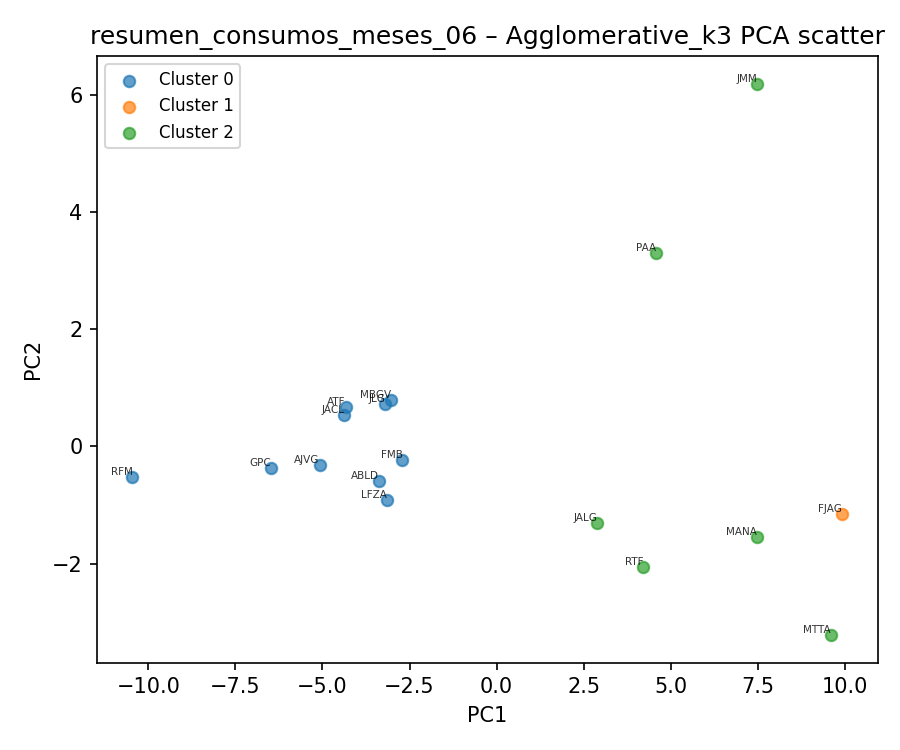 resumen_consumos_meses_06 – Agglomerative_k3 PCA scatter
Cluster 0
Cluster 1
Cluster 2
JMM
PAA
MBGV
JLG
ATF
JACL
FMB
GPC
AJVG
RFM
ABLD
LFZA
FJAG
JALG
MANA
RTF
MTTA
6
4
2
0
−2
PC2
−10.0
−7.5
−5.0
−2.5
0.0
2.5
5.0
7.5
10.0
PC1